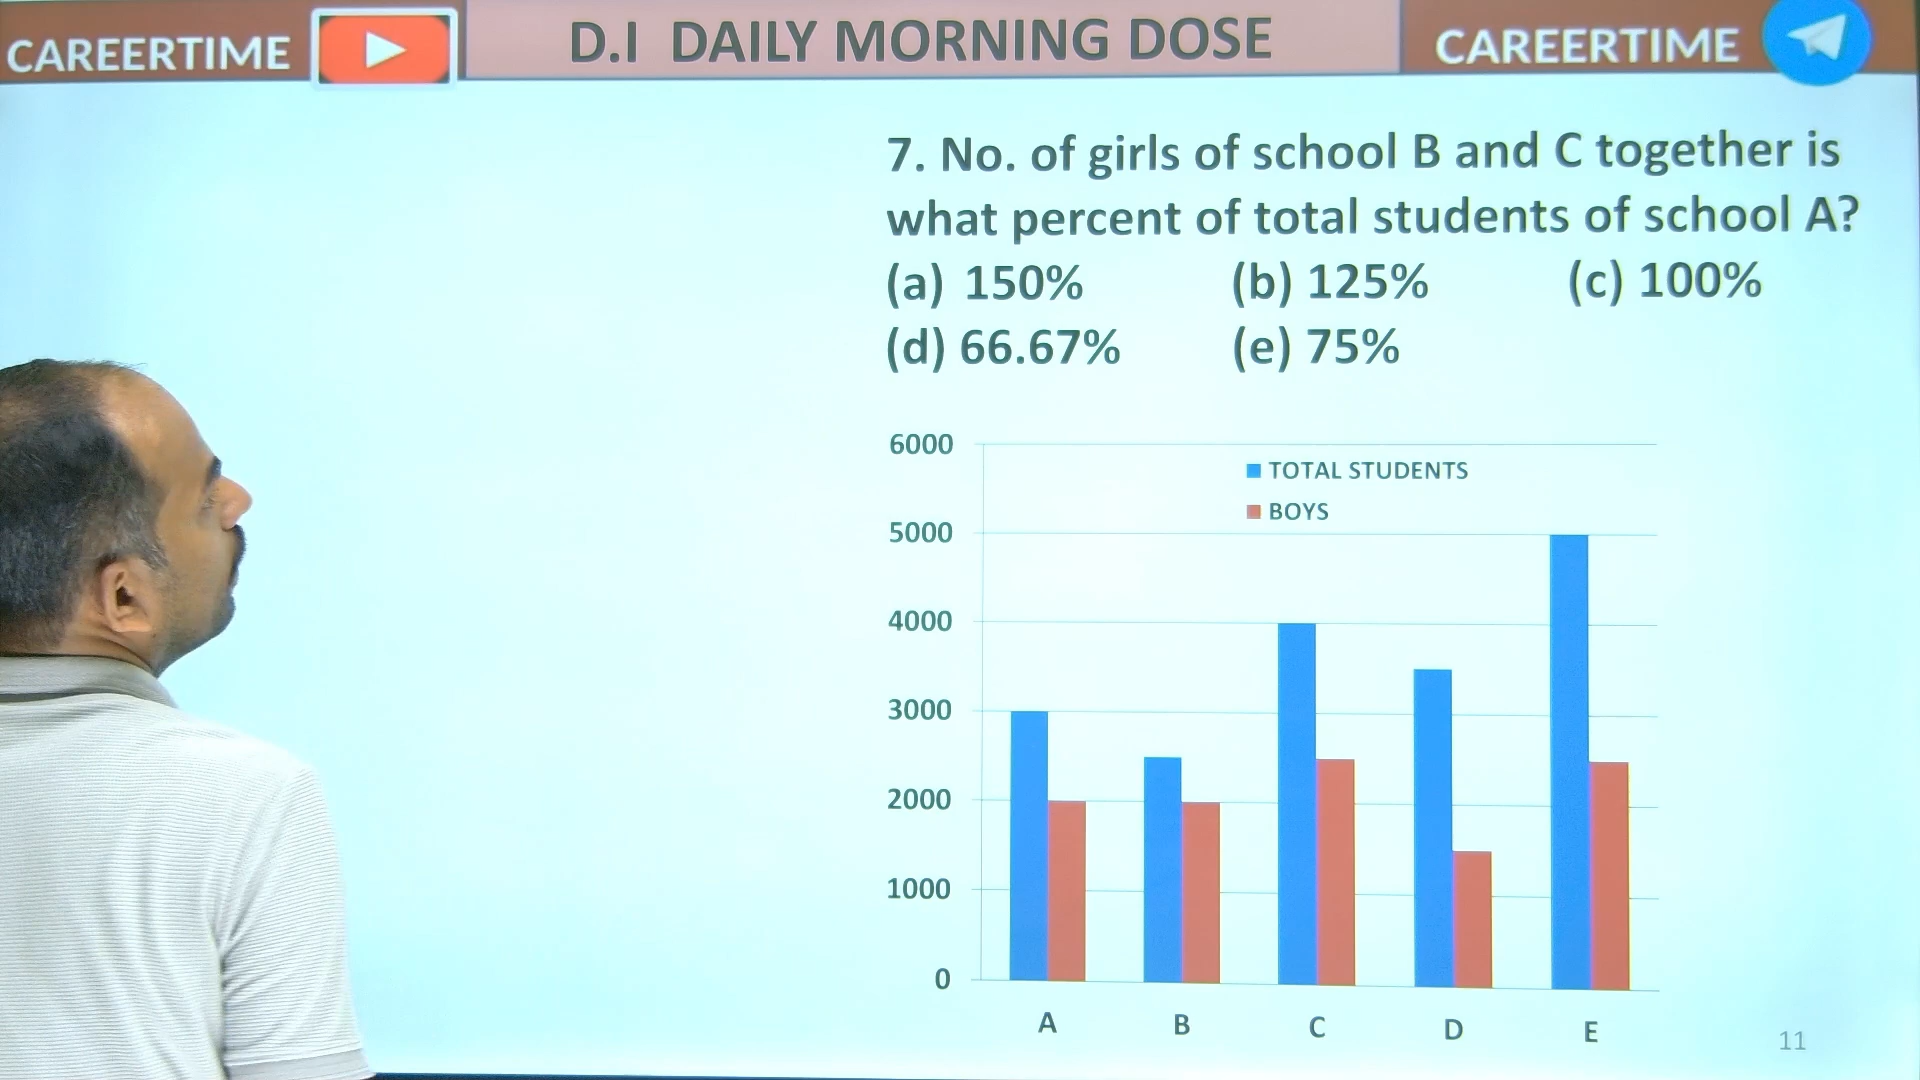 CAREERTIME
D.I DAILY MORNING DOSE
CAREERTIME
7. No. of girls of school B and C together is
what percent of total students of school A?
(a) 150% (b) 125% (c) 100%
(d) 66.67% (e) 75%
TOTAL STUDENTS
BOYS
6000
5000
4000
3000
2000
1000
0
A B C D E
11